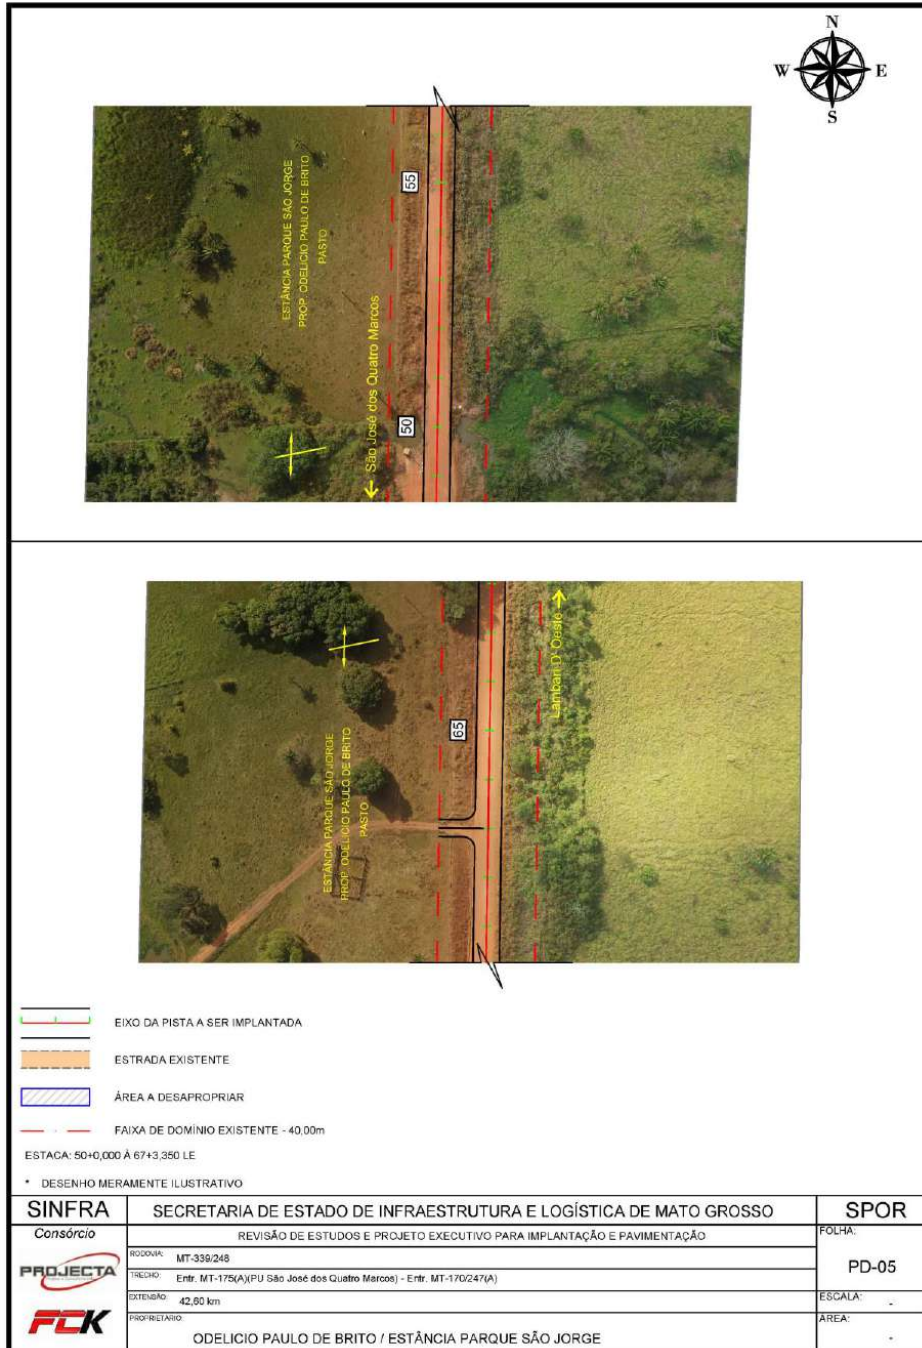 N
W E
S
ESTÂNCIA PARQUE SÃO JORGE
PROP. ODELICIO PAULO DE BRITO
PASTO
55
50
← São José dos Quatro Marcos
ESTÂNCIA PARQUE SÃO JORGE
PROP. ODELICIO PAULO DE BRITO
PASTO
65
Lambari D' Oeste →
EIXO DA PISTA A SER IMPLANTADA
ESTRADA EXISTENTE
ÁREA A DESAPROPRIAR
FAIXA DE DOMÍNIO EXISTENTE - 40,00m
ESTACA: 50+0,000 À 67+3,350 LE
* DESENHO MERAMENTE ILUSTRATIVO
SINFRA
SECRETARIA DE ESTADO DE INFRAESTRUTURA E LOGÍSTICA DE MATO GROSSO
SPOR
Consórcio
PROJECTA
FCK
REVISÃO DE ESTUDOS E PROJETO EXECUTIVO PARA IMPLANTAÇÃO E PAVIMENTAÇÃO
RODOVIA: MT-339/248
TRECHO: Entr. MT-175(A)(PU São José dos Quatro Marcos) - Entr. MT-170/247(A)
EXTENSÃO: 42,60 km
PROPRIETÁRIO:
ODELICIO PAULO DE BRITO / ESTÂNCIA PARQUE SÃO JORGE
FOLHA:
PD-05
ESCALA: -
ÁREA: -